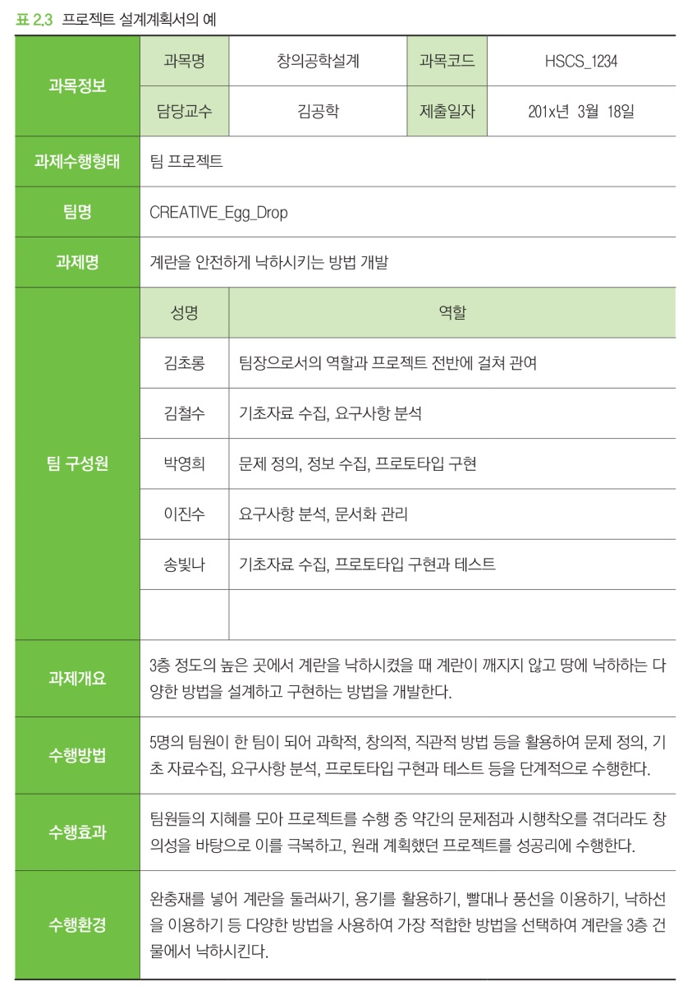 표 2.3 프로젝트 설계계획서의 예
과목정보 과목명 창의공학설계 과목코드 HSCS_1234
담당교수 김공학 제출일자 201x년 3월 18일
과제수행형태 팀 프로젝트
팀명 CREATIVE_Egg_Drop
과제명 계란을 안전하게 낙하시키는 방법 개발
팀 구성원 성명 역할
김초롱 팀장으로서의 역할과 프로젝트 전반에 걸쳐 관여
김철수 기초자료 수집, 요구사항 분석
박영희 문제 정의, 정보 수집, 프로토타입 구현
이진수 요구사항 분석, 문서화 관리
송빛나 기초자료 수집, 프로토타입 구현과 테스트
과제개요 3층 정도의 높은 곳에서 계란을 낙하시켰을 때 계란이 깨지지 않고 땅에 낙하하는 다
양한 방법을 설계하고 구현하는 방법을 개발한다.
수행방법 5명의 팀원이 한 팀이 되어 과학적, 창의적, 직관적 방법 등을 활용하여 문제 정의, 기
초 자료수집, 요구사항 분석, 프로토타입 구현과 테스트 등을 단계적으로 수행한다.
수행효과 팀원들의 지혜를 모아 프로젝트를 수행 중 약간의 문제점과 시행착오를 겪더라도 창
의성을 바탕으로 이를 극복하고, 원래 계획했던 프로젝트를 성공리에 수행한다.
수행환경 완충재를 넣어 계란을 둘러싸기, 용기를 활용하기, 빨대나 풍선을 이용하기, 낙하선
을 이용하기 등 다양한 방법을 사용하여 가장 적합한 방법을 선택하여 계란을 3층 건
물에서 낙하시킨다.